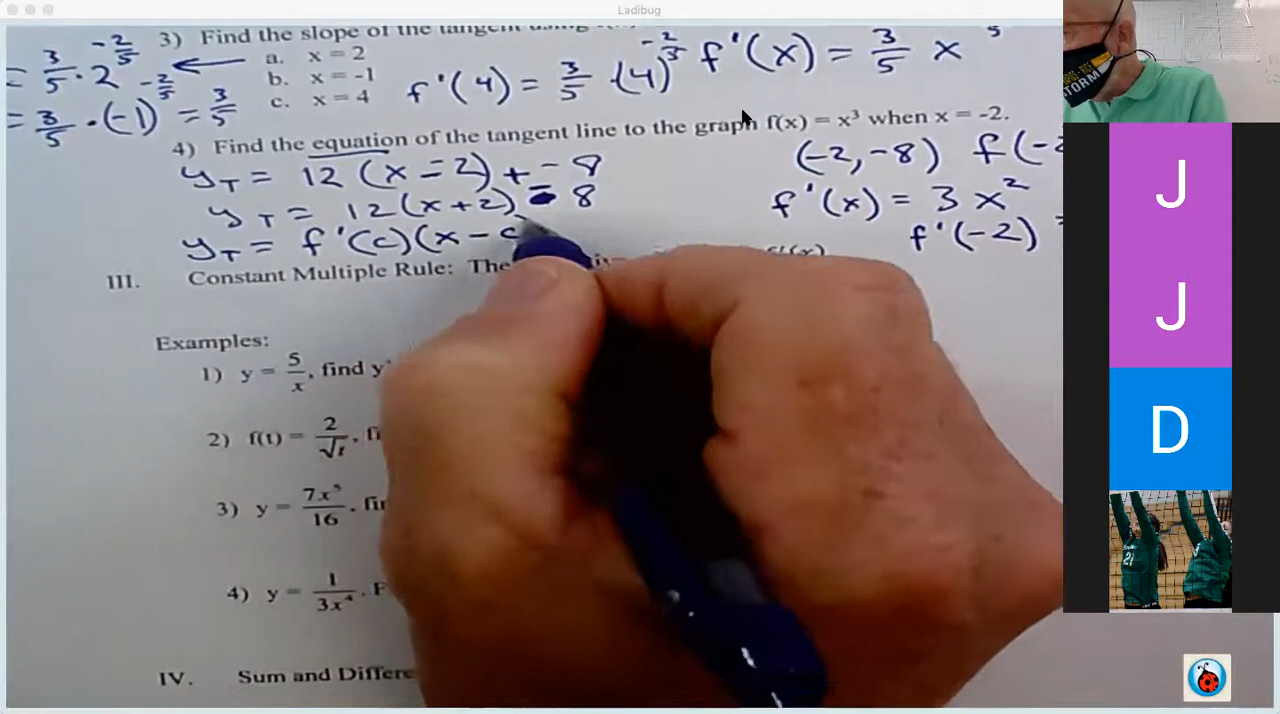 Ladibug
3) Find the slope of the tangent using
= 3/5 · 2^-2/5
a. x = 2
b. x = -1
c. x = 4
= 3/5 · (-1)^-2/5 = 3/5
f'(4) = 3/5 · (4)^-2/5
f'(x) = 3/5 x
4) Find the equation of the tangent line to the graph f(x) = x³ when x = -2.
y_T = 12 (x = 2) + - 8
(-2, -8) f(-2
y_T = 12 (x + 2) - 8
f'(x) = 3x²
y_T = f'(c)(x - c
f'(-2)
III. Constant Multiple Rule: The
Examples:
1) y = 5/x, find y'
2) f(t) = 2/√t,
3) y = 7x⁵/16,
4) y = 1/3x⁴. F
IV. Sum and Differe
STORM
J
J
D
21